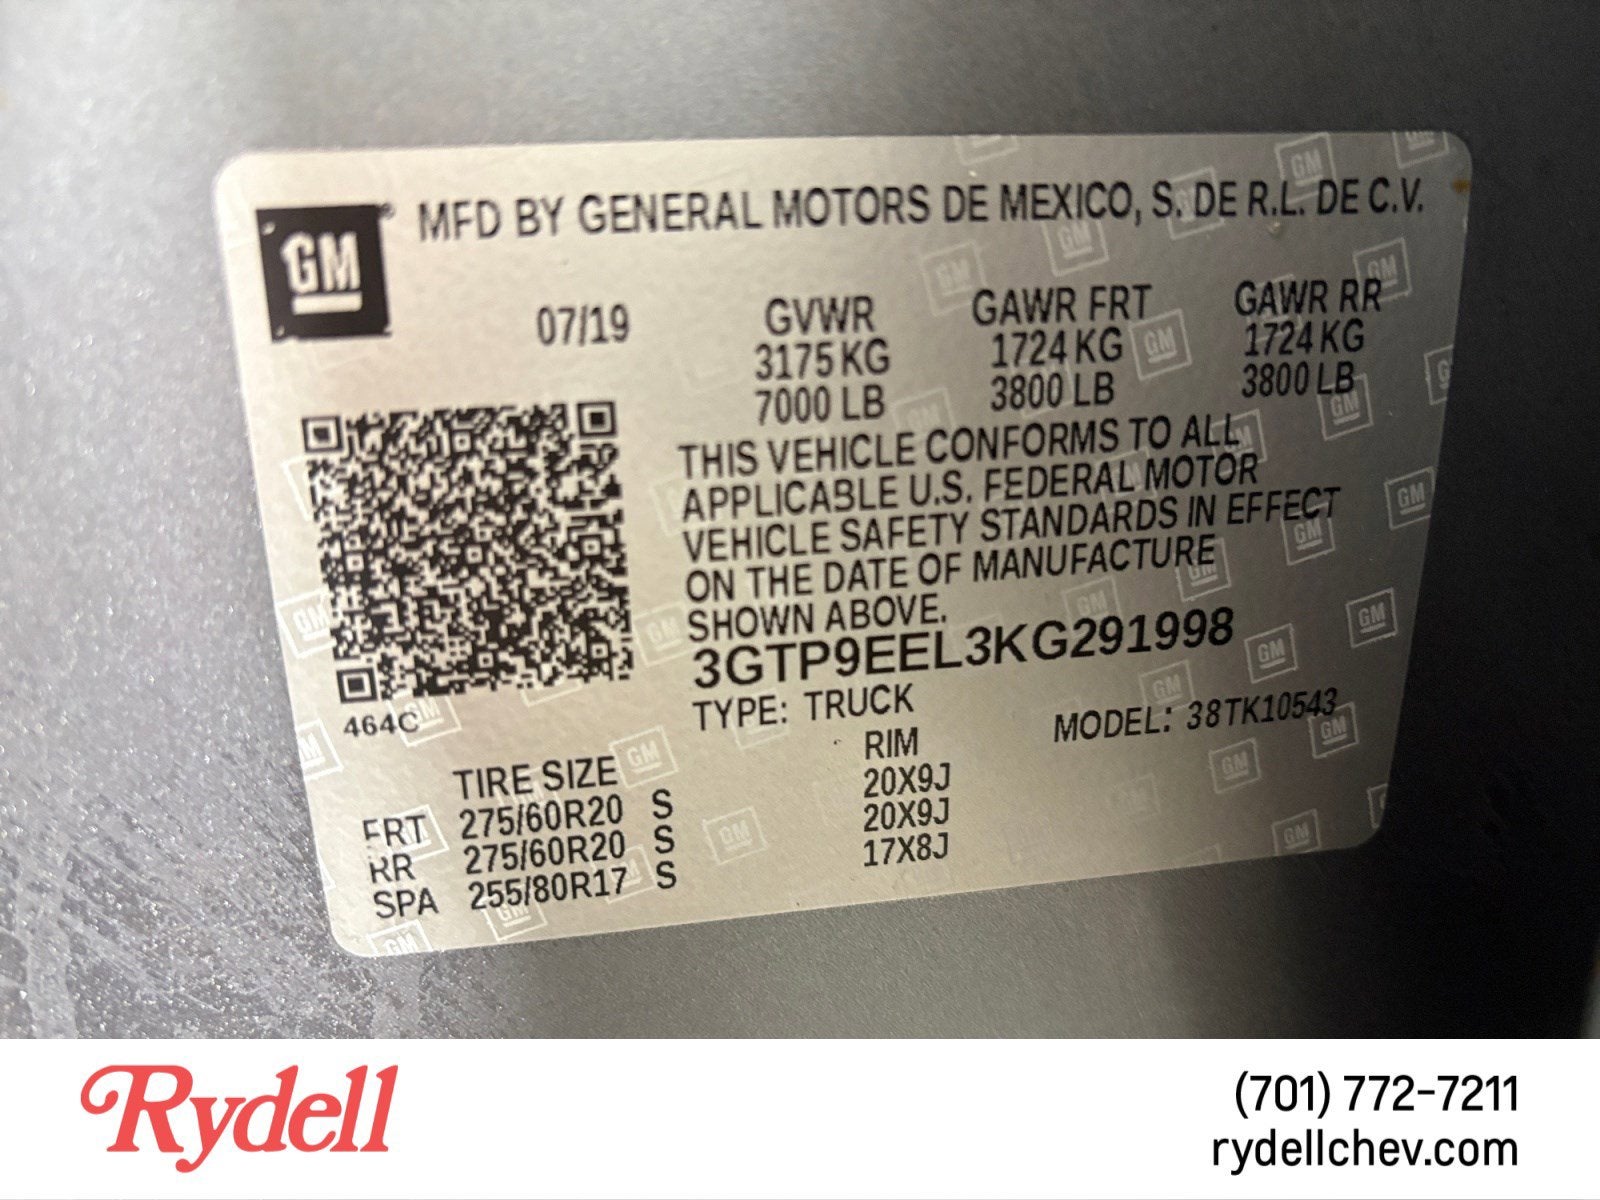 GM
MFD BY GENERAL MOTORS DE MEXICO, S. DE R.L. DE C.V.
07/19
GVWR
3175 KG
7000 LB
GAWR FRT
1724 KG
3800 LB
GAWR RR
1724 KG
3800 LB
THIS VEHICLE CONFORMS TO ALL
APPLICABLE U.S. FEDERAL MOTOR
VEHICLE SAFETY STANDARDS IN EFFECT
ON THE DATE OF MANUFACTURE
SHOWN ABOVE.
3GTP9EEL3KG291998
464C
TYPE: TRUCK MODEL: 38TK10543
TIRE SIZE RIM
FRT 275/60R20 S 20X9J
RR 275/60R20 S 20X9J
SPA 255/80R17 S 17X8J
Rydell
(701) 772-7211
rydellchev.com